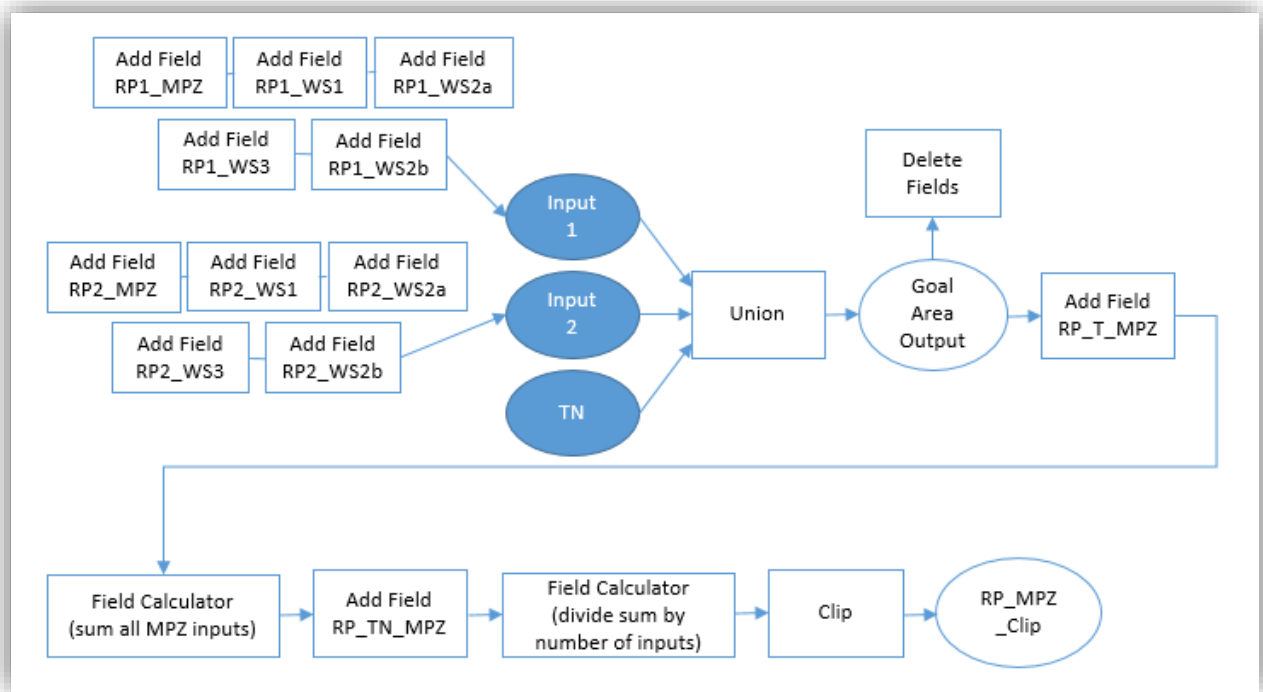 Add Field
RP1_MPZ
Add Field
RP1_WS1
Add Field
RP1_WS2a
Add Field
RP1_WS3
Add Field
RP1_WS2b
Input
1
Delete
Fields
Add Field
RP2_MPZ
Add Field
RP2_WS1
Add Field
RP2_WS2a
Add Field
RP2_WS3
Add Field
RP2_WS2b
Input
2
TN
Union
Goal
Area
Output
Add Field
RP_T_MPZ
Field Calculator
(sum all MPZ inputs)
Add Field
RP_TN_MPZ
Field Calculator
(divide sum by
number of inputs)
Clip
RP_MPZ
_Clip